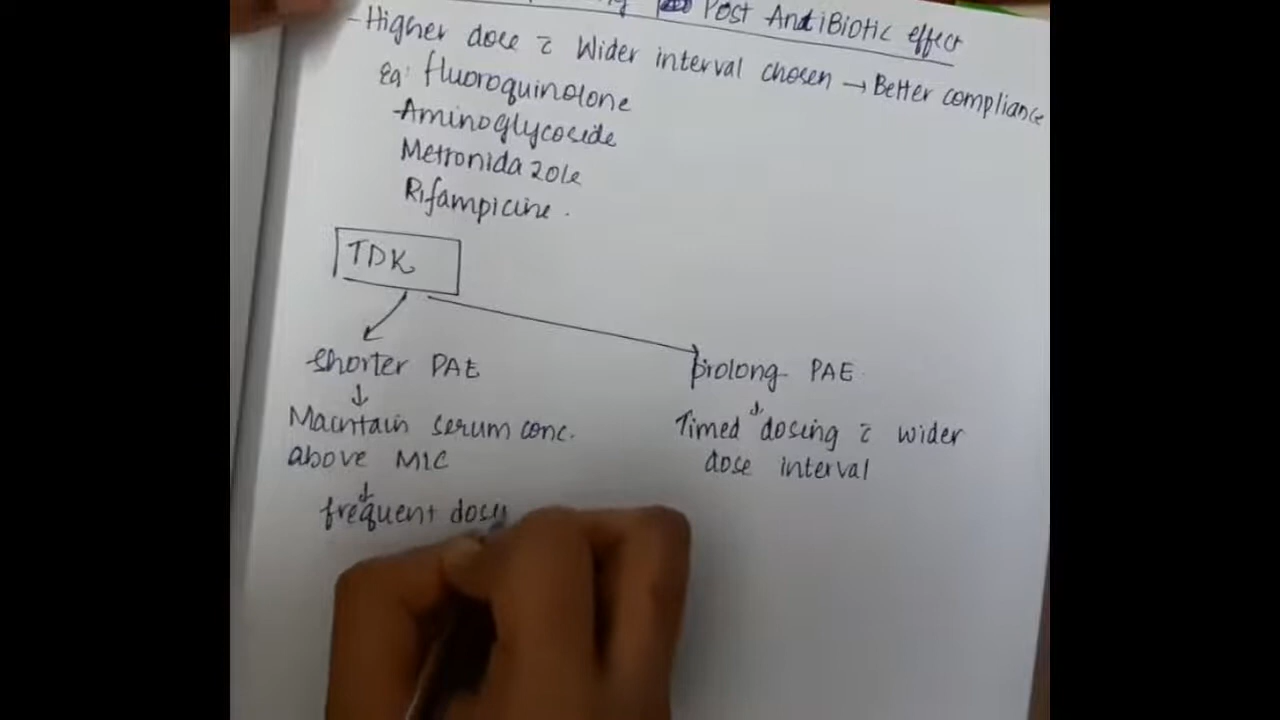 Post Antibiotic effect
- Higher dose c̄ Wider interval chosen → Better compliance
Eg: fluoroquinolone
Aminoglycoside
Metronidazole
Rifampicine.
TDK
shorter PAE
prolong PAE
↓
↓
Maintain serum conc.
above MIC
Timed dosing c̄ wider
dose interval
↓
frequent dosi